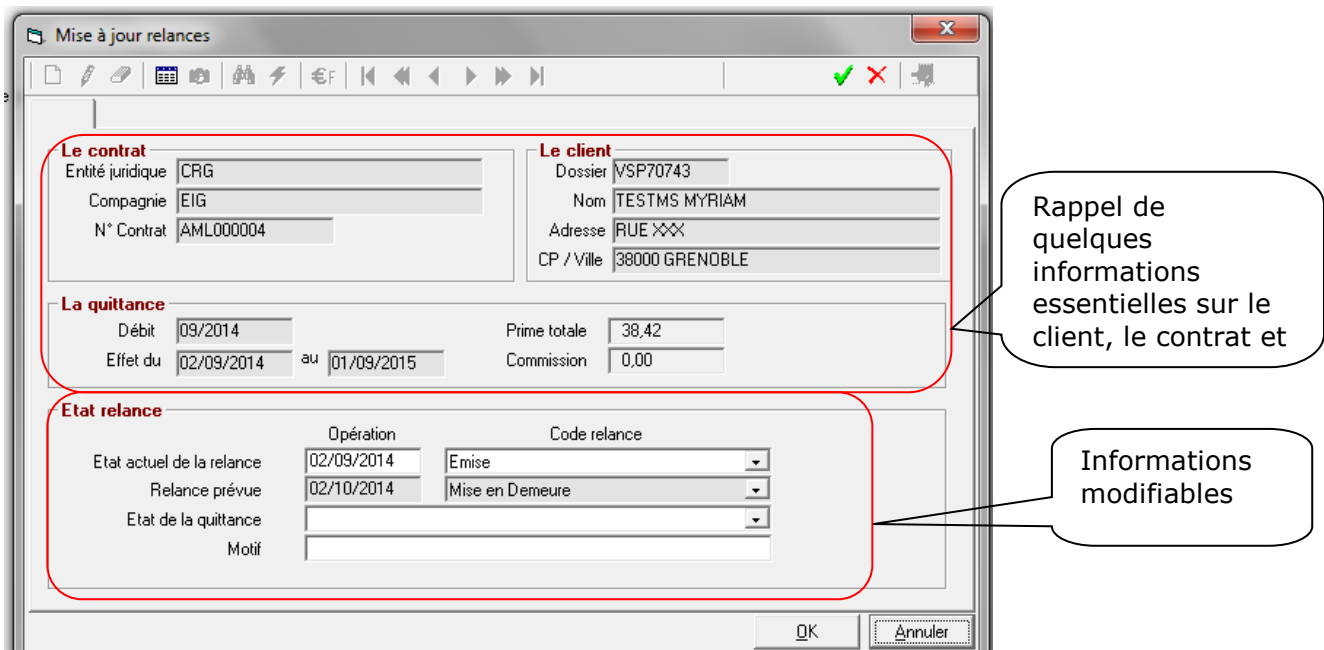 Mise à jour relances
€F
e
Le contrat
Entité juridique CRG
Compagnie EIG
N° Contrat AML000004
Le client
Dossier VSP70743
Nom TESTMS MYRIAM
Adresse RUE XXX
CP / Ville 38000 GRENOBLE
Rappel de
quelques
informations
essentielles sur le
client, le contrat et
La quittance
Débit 09/2014
Prime totale 38,42
Effet du 02/09/2014 au 01/09/2015
Commission 0,00
Etat relance
Opération Code relance
Etat actuel de la relance 02/09/2014 Emise
Relance prévue 02/10/2014 Mise en Demeure
Etat de la quittance
Motif
Informations
modifiables
OK Annuler